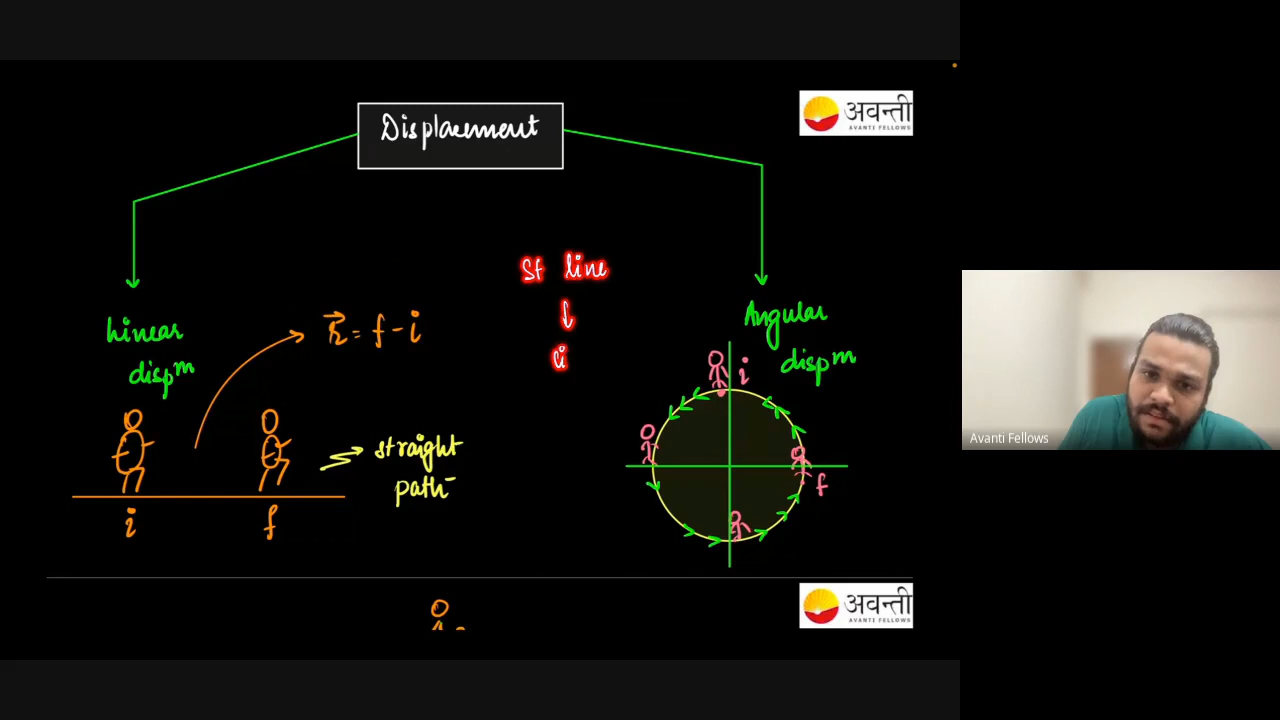 Displacement
अवन्ती
AVANTI FELLOWS
St line
Linear
dispm
r = f - i
Angular
dispm
i
straight
path
Avanti Fellows
f
i
f
अवन्ती
AVANTI FELLOWS